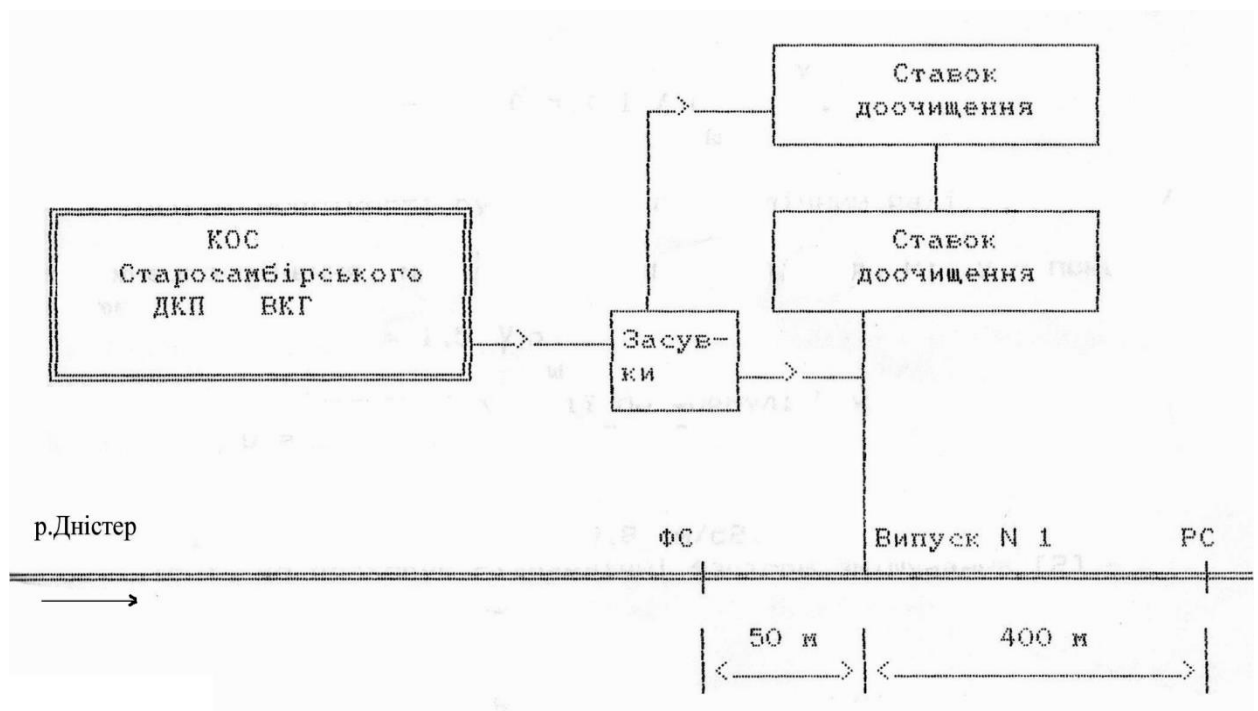 Ставок
доочищення
КОС
Старосамбірського
ДКП ВКГ
Ставок
доочищення
Засув-
ки
р.Дністер
ФС
Випуск N 1
РС
50 м
400 м